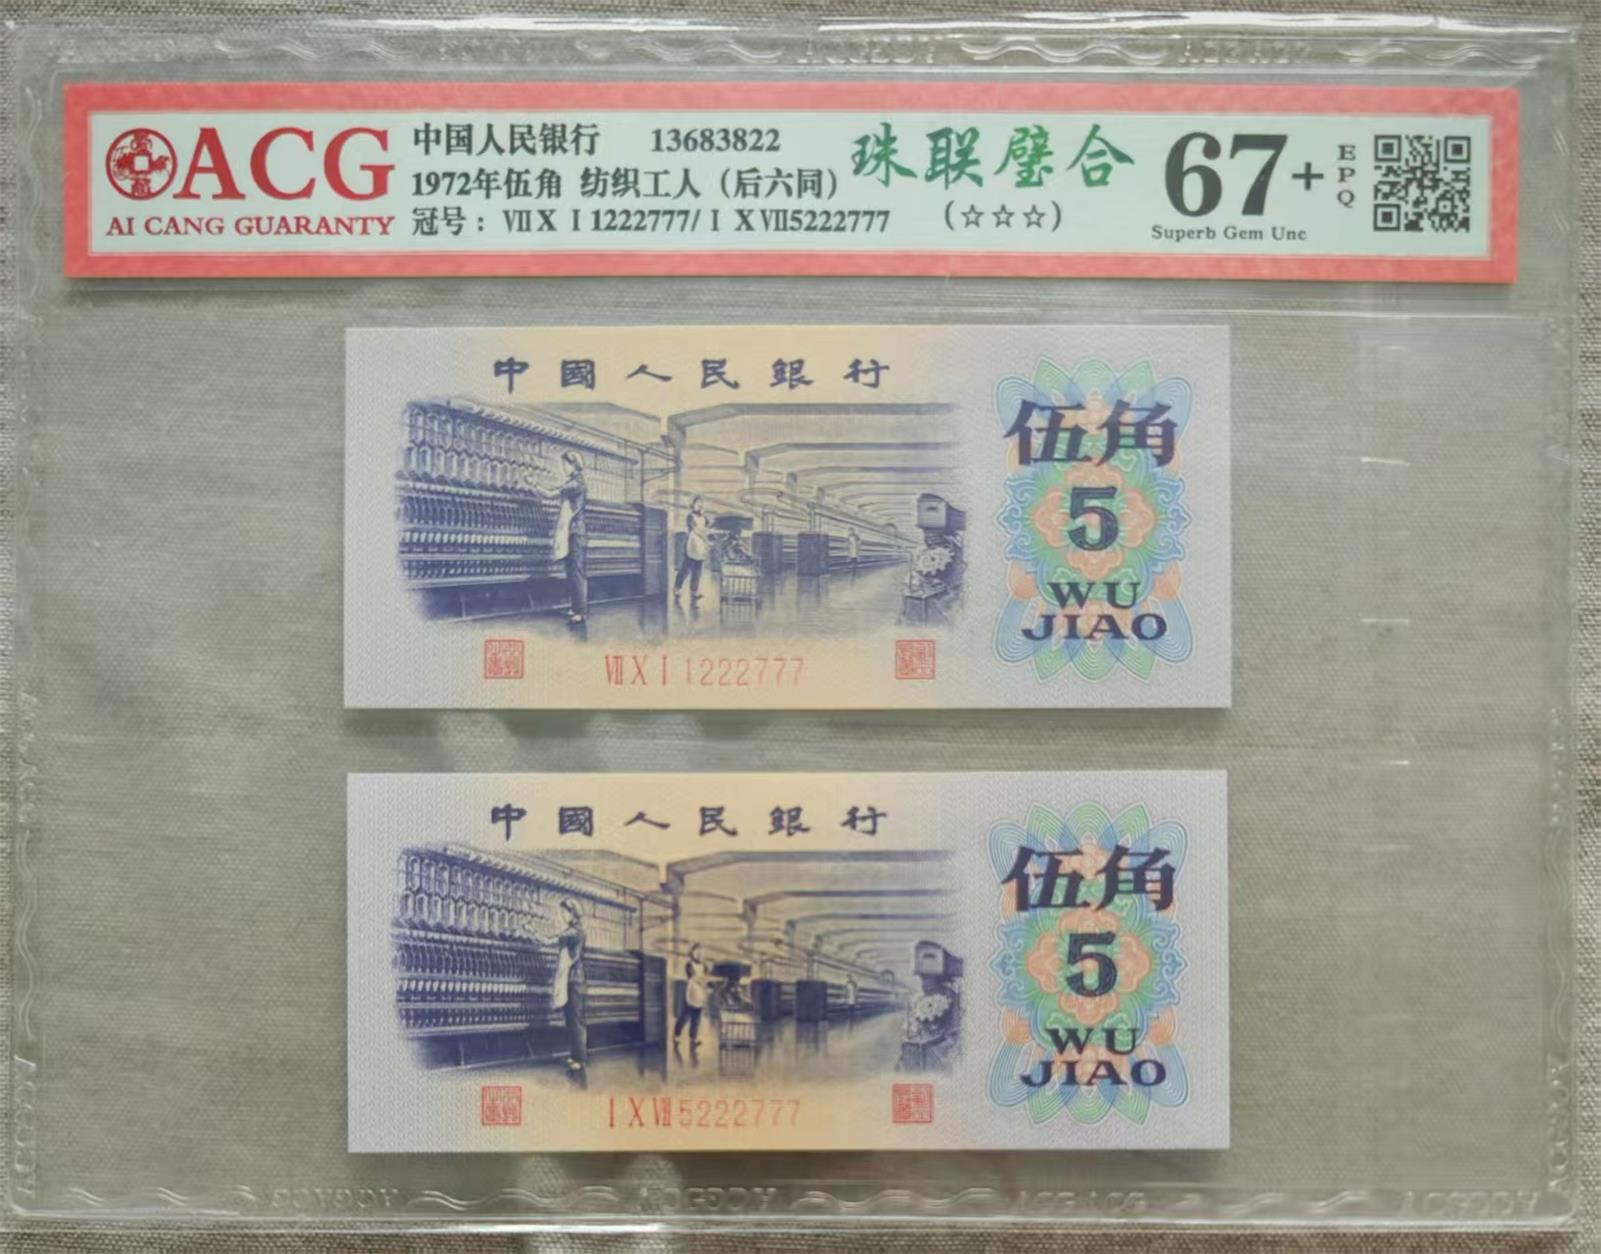 ACG
AI CANG GUARANTY
中国人民银行 13683822
1972年伍角 纺织工人（后六同）
冠号：ⅦⅩⅠ1222777/ⅠⅩⅦ5222777
珠联璧合
（☆☆☆）
67+
EPQ
Superb Gem Unc
中國人民銀行
伍角
5
WU
JIAO
ⅦⅩⅠ1222777
中國人民銀行
伍角
5
WU
JIAO
ⅠⅩⅦ5222777